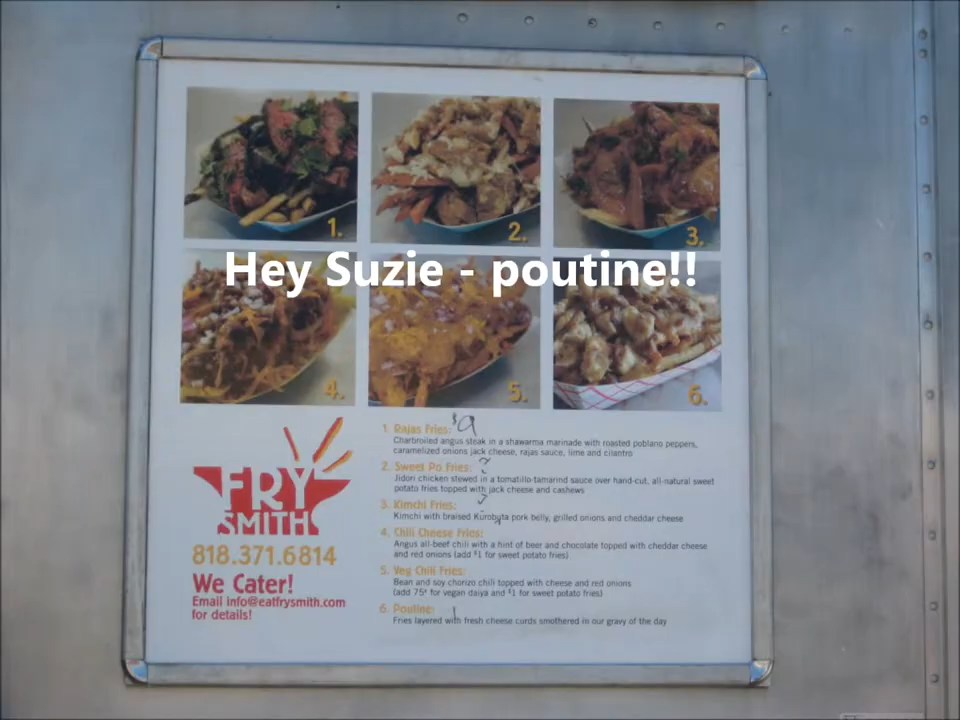 1.
2.
3.
Hey Suzie - poutine!!
4.
5.
6.
FRY
SMITH
818.371.6814
We Cater!
Email info@eatfrysmith.com
for details!
1. Rajas Fries: $9
Charbroiled angus steak in a shawarma marinade with roasted poblano peppers,
caramelized onions jack cheese, rajas sauce, lime and cilantro
2. Sweet Po Fries:
Jidori chicken stewed in a tomatillo-tamarind sauce over hand-cut, all-natural sweet
potato fries topped with jack cheese and cashews
3. Kimchi Fries:
Kimchi with braised Kurobuta pork belly, grilled onions and cheddar cheese
4. Chili Cheese Fries:
Angus all-beef chili with a hint of beer and chocolate topped with cheddar cheese
and red onions (add $1 for sweet potato fries)
5. Veg Chili Fries:
Bean and soy chorizo chili topped with cheese and red onions
(add 75¢ for vegan daiya and $1 for sweet potato fries)
6. Poutine:
Fries layered with fresh cheese curds smothered in our gravy of the day